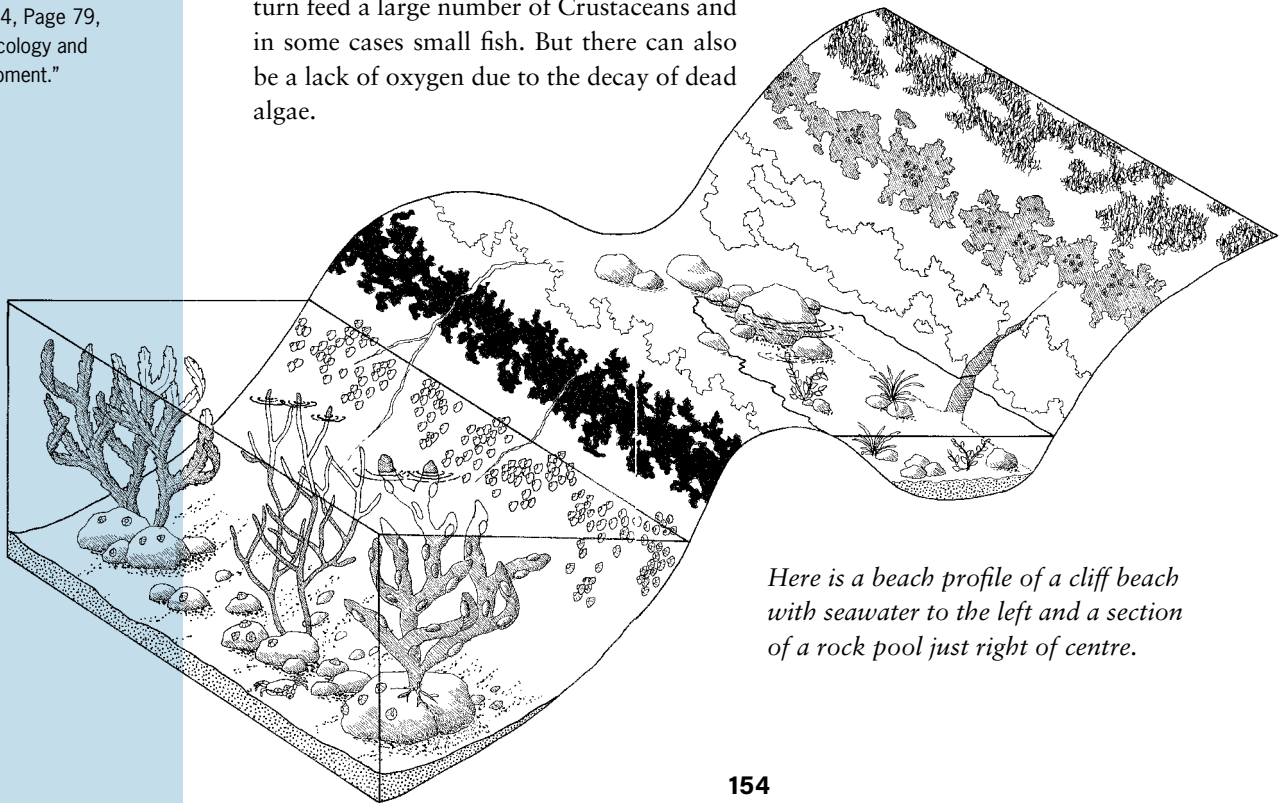 4, Page 79,
cology and
pment.”
turn feed a large number of Crustaceans and
in some cases small fish. But there can also
be a lack of oxygen due to the decay of dead
algae.
Here is a beach profile of a cliff beach
with seawater to the left and a section
of a rock pool just right of centre.
154